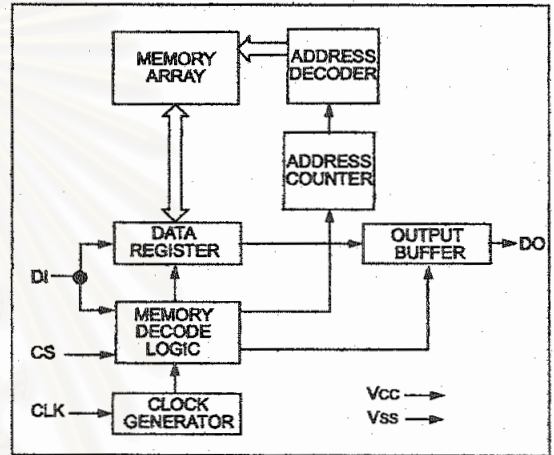 MEMORY
ARRAY
ADDRESS
DECODER
ADDRESS
COUNTER
DATA
REGISTER
OUTPUT
BUFFER
DO
DI
MEMORY
DECODE
LOGIC
CS
CLK
CLOCK
GENERATOR
Vcc
Vss